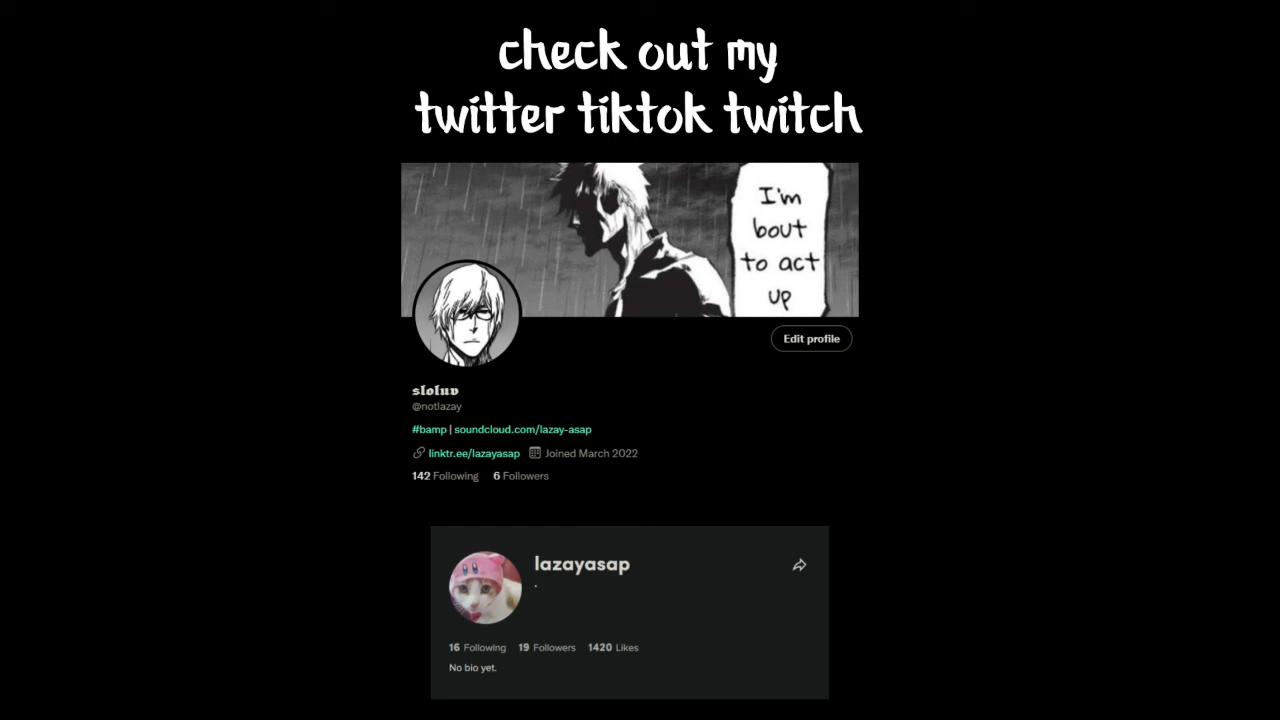 check out my
twitter tiktok twitch
I'm
bout
to act
up
Edit profile
sloluv
@notlazay
#bamp | soundcloud.com/lazay-asap
linktr.ee/lazayasap Joined March 2022
142 Following 6 Followers
lazayasap
.
16 Following 19 Followers 1420 Likes
No bio yet.